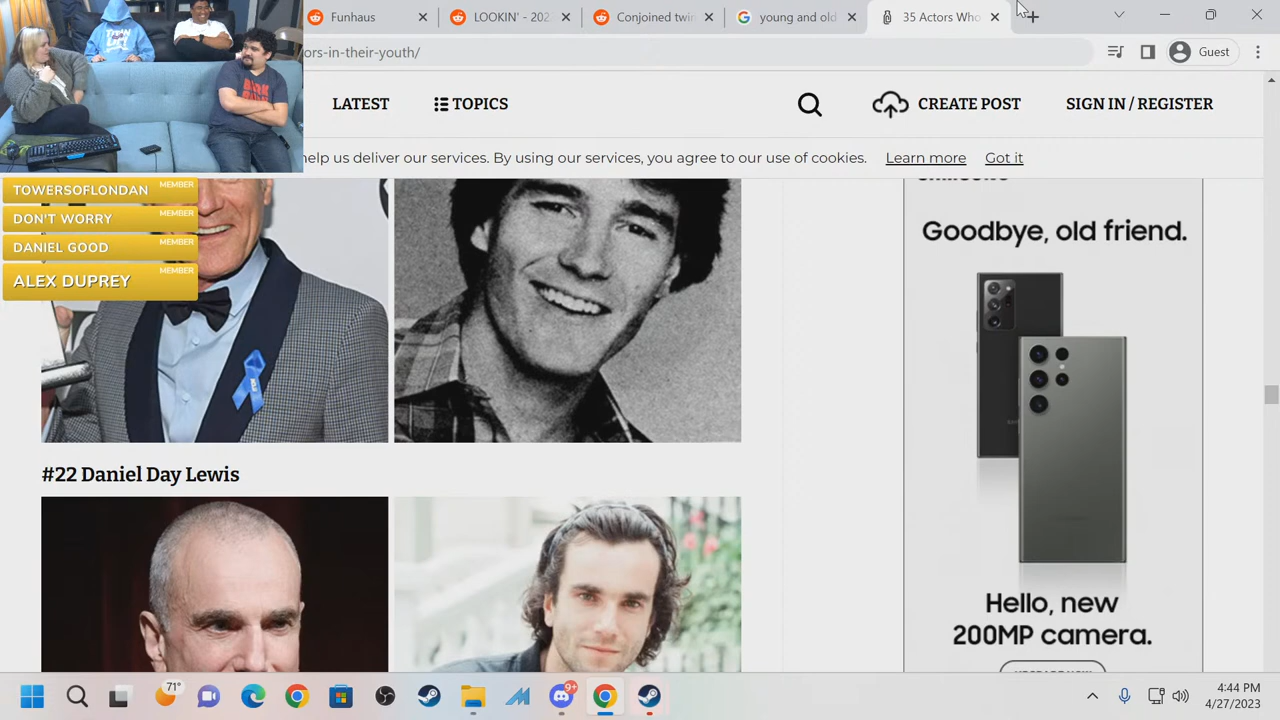 Funhaus
LOOKIN' - 202
young and old
35 Actors Who
ors-in-their-youth/
Guest
LATEST
TOPICS
CREATE POST
SIGN IN / REGISTER
help us deliver our services. By using our services, you agree to our use of cookies.
Learn more
Got it
TOWERSOFLONDAN
MEMBER
DON'T WORRY
MEMBER
DANIEL GOOD
MEMBER
ALEX DUPREY
MEMBER
Goodbye, old friend.
#22 Daniel Day Lewis
Hello, new
200MP camera.
71°
9+
4:44 PM
4/27/2023